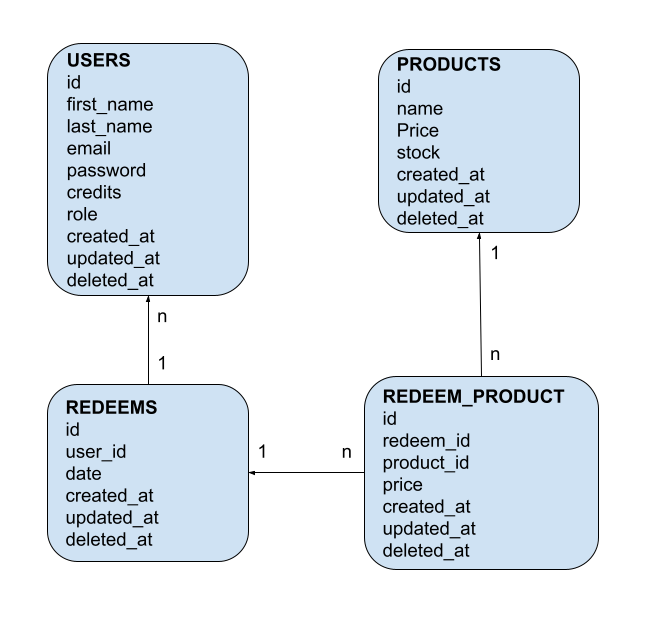 USERS
id
first_name
last_name
email
password
credits
role
created_at
updated_at
deleted_at
PRODUCTS
id
name
Price
stock
created_at
updated_at
deleted_at
n
1
1
n
REDEEMS
id
user_id
date
created_at
updated_at
deleted_at
1
n
REDEEM_PRODUCT
id
redeem_id
product_id
price
created_at
updated_at
deleted_at